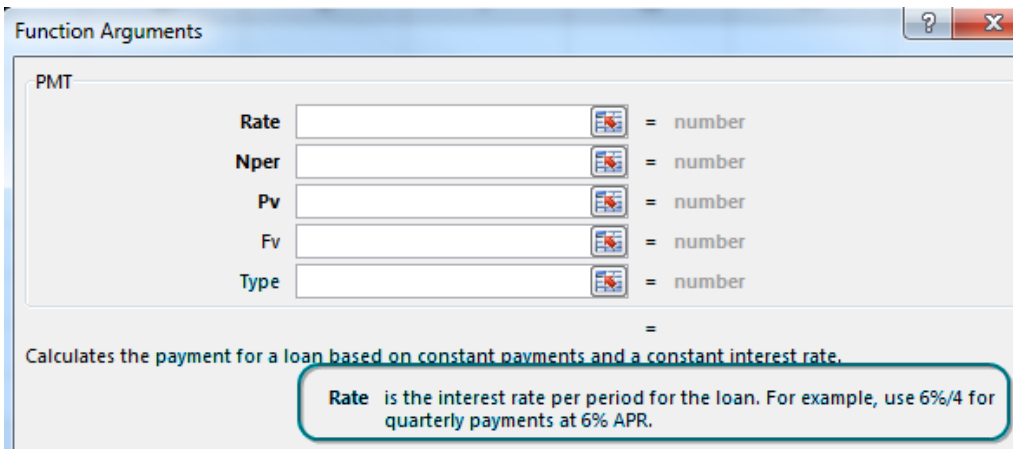 Function Arguments
?
X
PMT
Rate = number
Nper = number
Pv = number
Fv = number
Type = number
=
Calculates the payment for a loan based on constant payments and a constant interest rate.
Rate is the interest rate per period for the loan. For example, use 6%/4 for
quarterly payments at 6% APR.